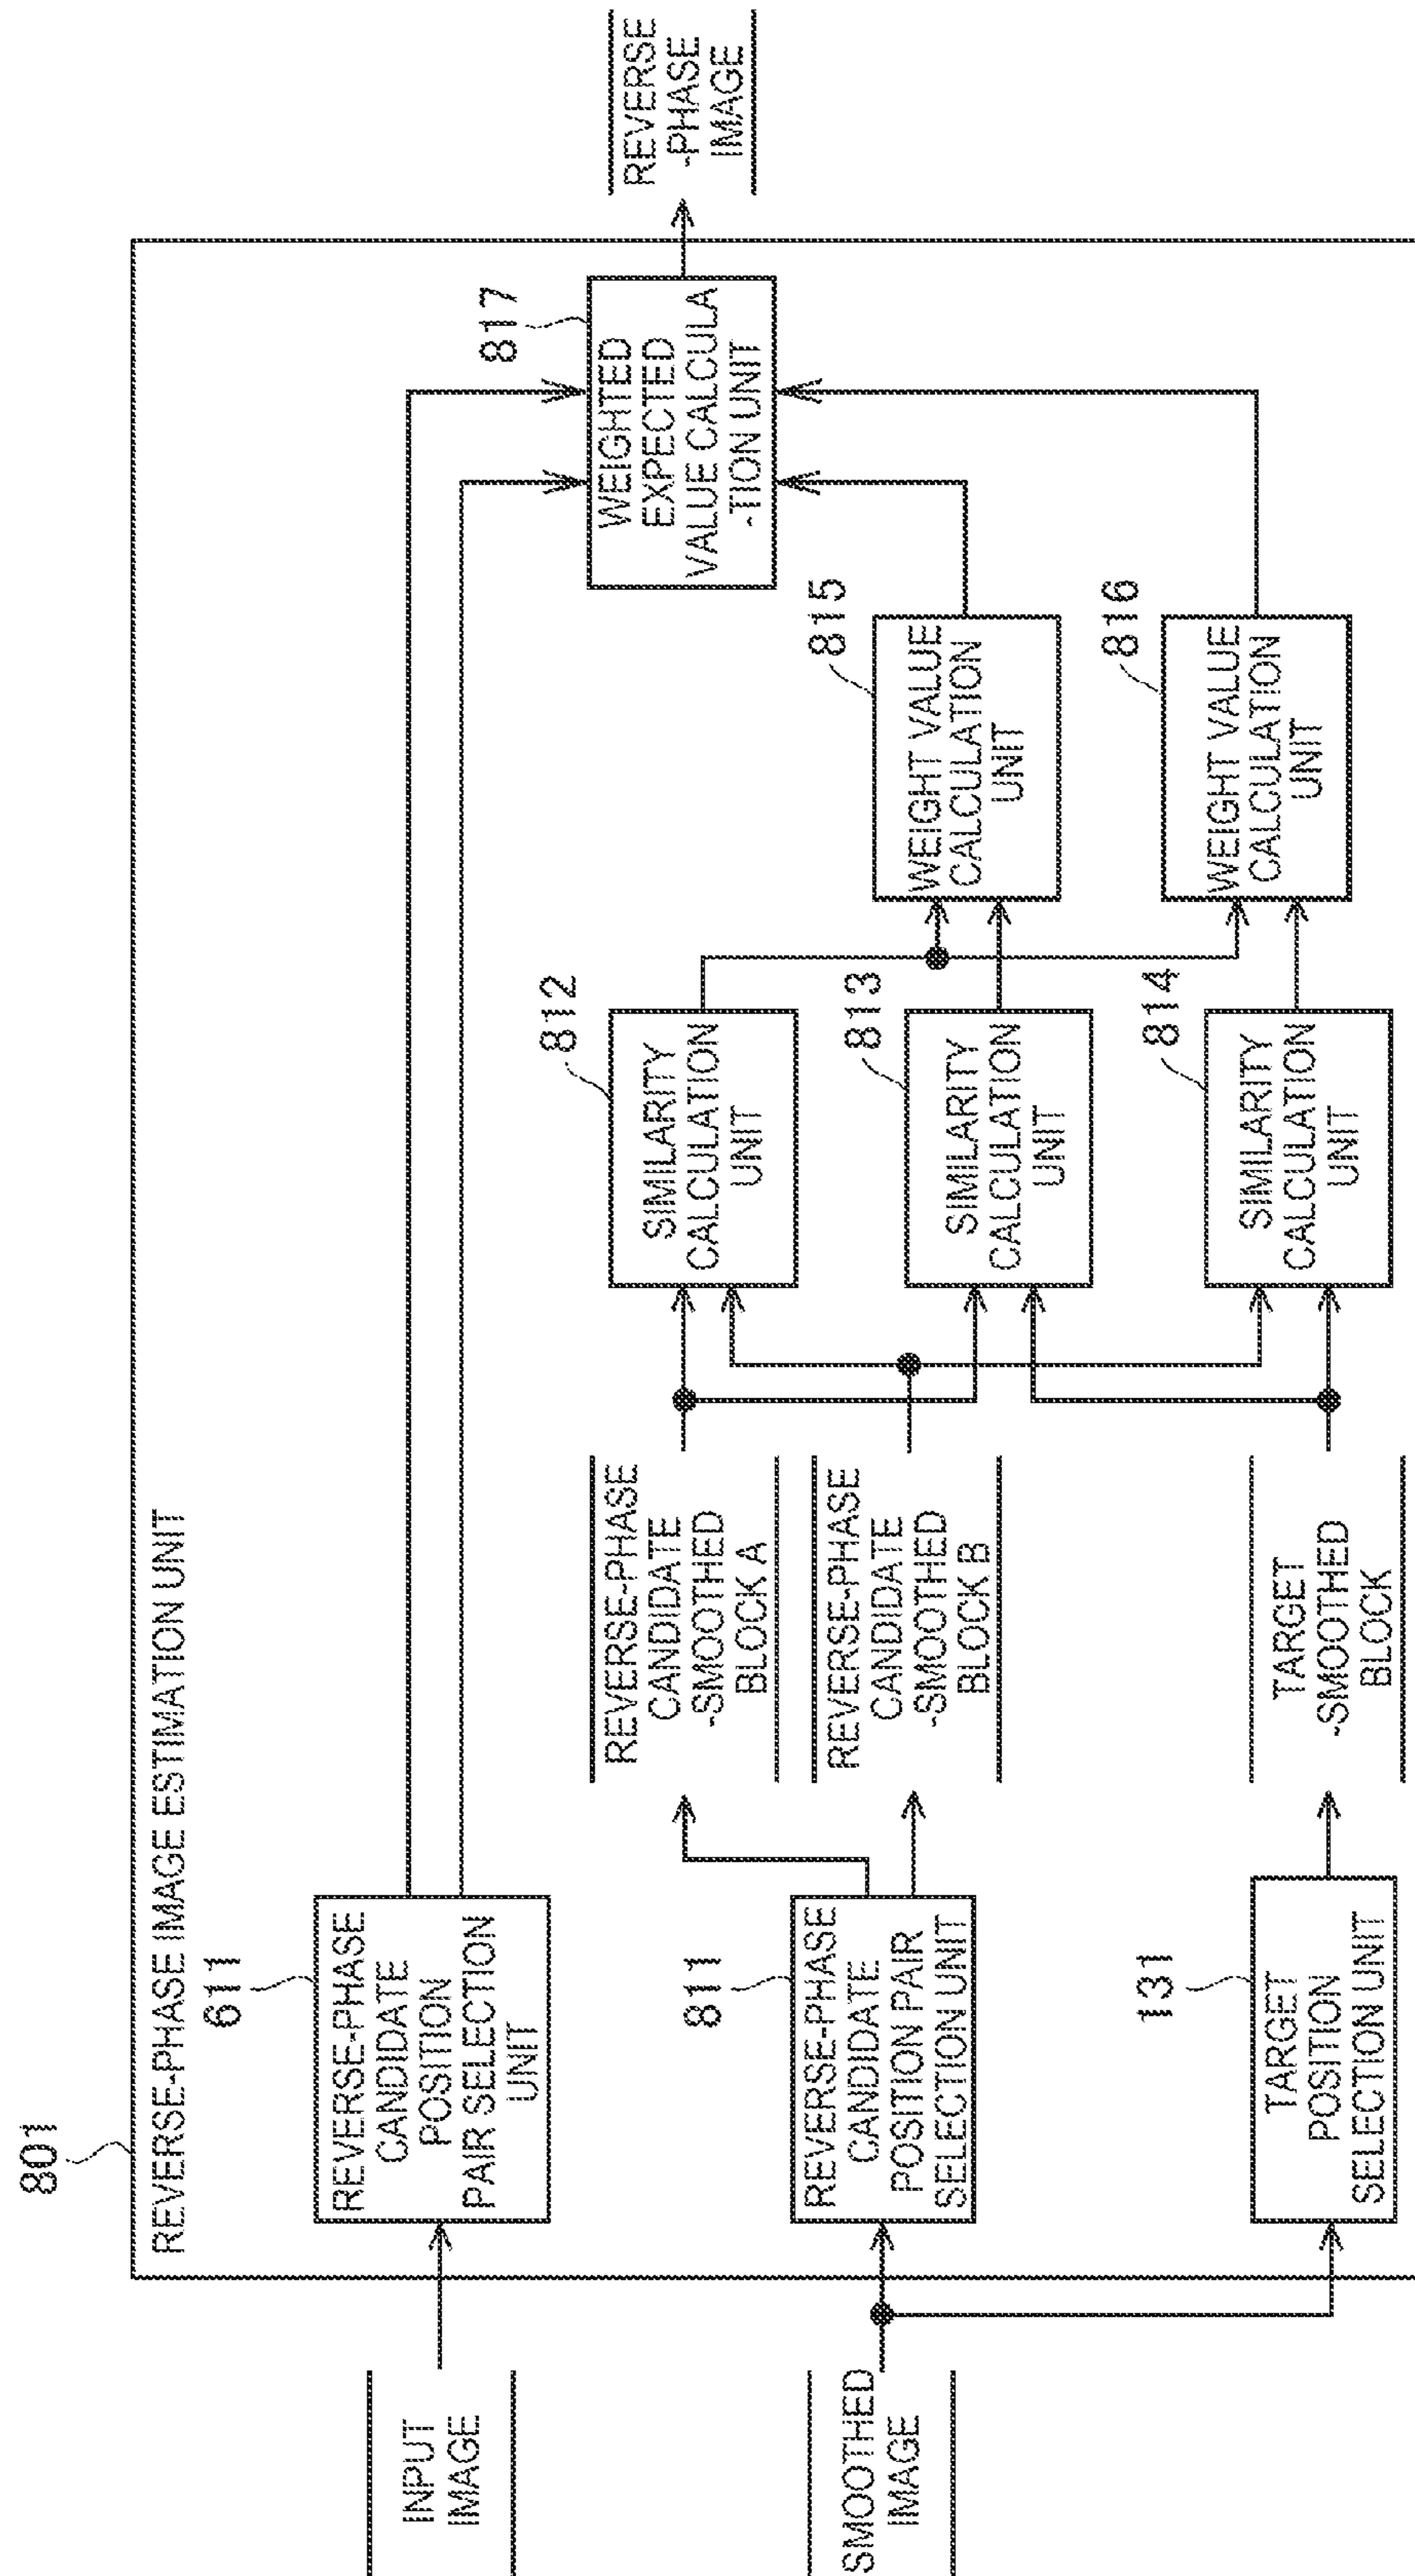 801
REVERSE-PHASE IMAGE ESTIMATION UNIT
INPUT
IMAGE
611
REVERSE-PHASE
CANDIDATE
POSITION
PAIR SELECTION
UNIT
SMOOTHED
IMAGE
811
REVERSE-PHASE
CANDIDATE
POSITION PAIR
SELECTION UNIT
131
TARGET
POSITION
SELECTION UNIT
REVERSE-PHASE
CANDIDATE
-SMOOTHED
BLOCK A
REVERSE-PHASE
CANDIDATE
-SMOOTHED
BLOCK B
TARGET
-SMOOTHED
BLOCK
812
SIMILARITY
CALCULATION
UNIT
813
SIMILARITY
CALCULATION
UNIT
814
SIMILARITY
CALCULATION
UNIT
815
WEIGHT VALUE
CALCULATION
UNIT
816
WEIGHT VALUE
CALCULATION
UNIT
817
WEIGHTED
EXPECTED
VALUE CALCULA
-TION UNIT
REVERSE
-PHASE
IMAGE